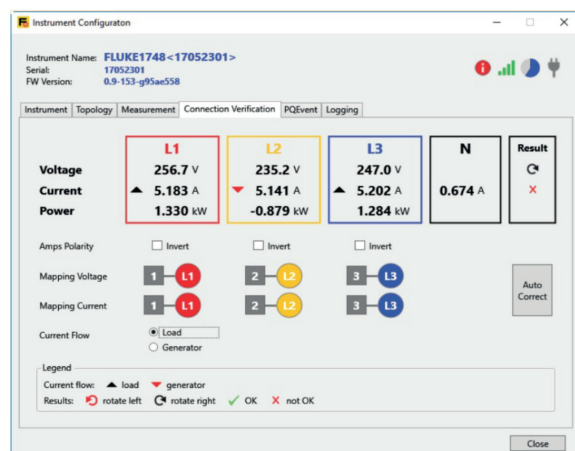 Instrument Configuraton
Instrument Name: FLUKE1748<17052301>
Serial: 17052301
FW Version: 0.9-153-g95ae558
Instrument Topology Measurement Connection Verification PQEvent Logging
L1 L2 L3 N Result
Voltage 256.7 V 235.2 V 247.0 V
Current 5.183 A 5.141 A 5.202 A 0.674 A
Power 1.330 kW -0.879 kW 1.284 kW
Amps Polarity Invert Invert Invert
Mapping Voltage 1 L1 2 L2 3 L3
Auto
Correct
Mapping Current 1 L1 2 L2 3 L3
Current Flow Load
Generator
Legend
Current flow: load generator
Results: rotate left rotate right OK not OK
Close